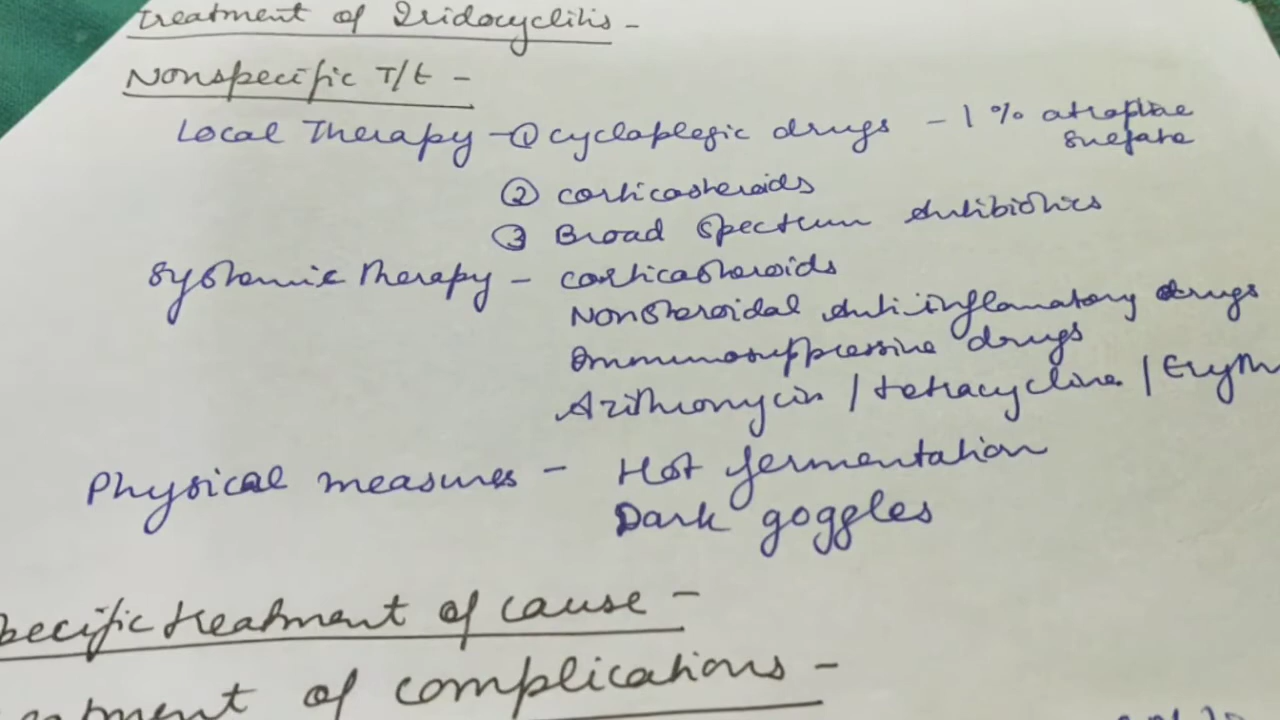 Treatment of Iridocyclitis -
Nonspecific T/t -
Local Therapy - ① cycloplegic drugs - 1 % atropine
sulfate
② corticosteroids
③ Broad spectrum Antibiotics
Systemic Therapy - corticosteroids
Nonsteroidal Anti inflamatory drugs
Immunosuppressive drugs
Azithromycin / tetracycline / Eryth
Physical measures - Hot fermentation
Dark goggles
pecific treatment of cause -
atment of complications -